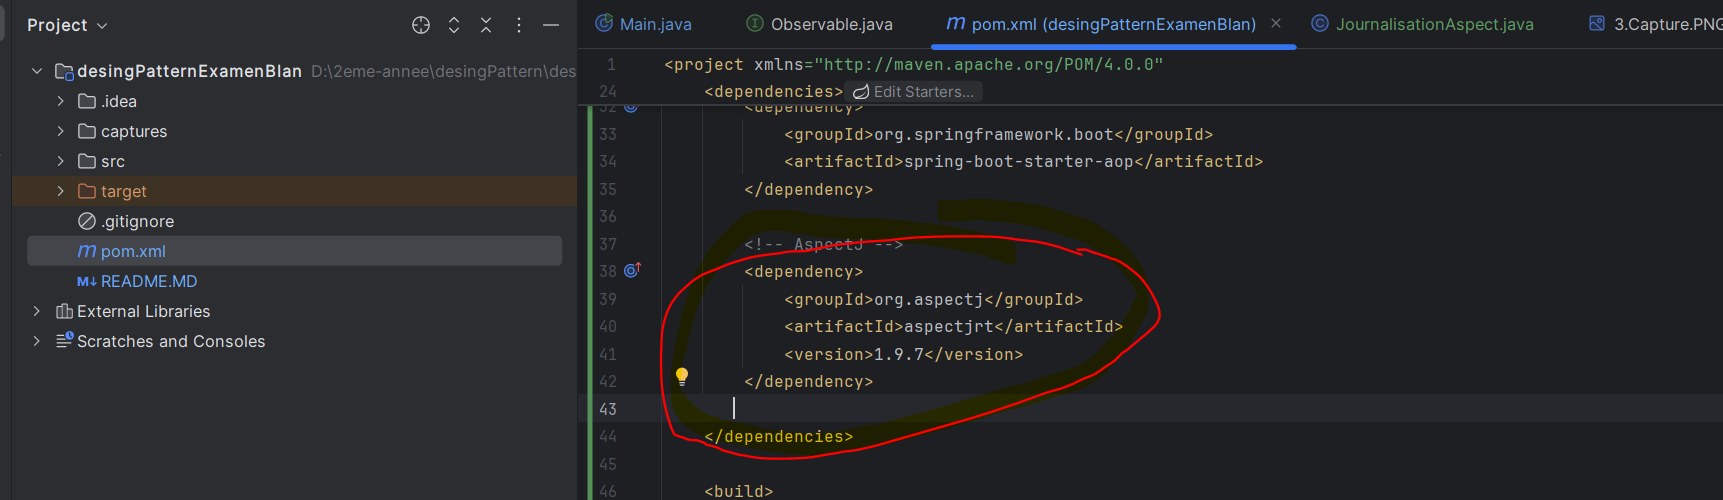 Project
Main.java
Observable.java
pom.xml (desingPatternExamenBlan)
JournalisationAspect.java
3.Capture.PNG
desingPatternExamenBlan D:\2eme-annee\desingPattern\des
.idea
captures
src
target
.gitignore
pom.xml
README.MD
External Libraries
Scratches and Consoles
1 <project xmlns="http://maven.apache.org/POM/4.0.0"
24 <dependencies> Edit Starters...
32 <dependency>
33 <groupId>org.springframework.boot</groupId>
34 <artifactId>spring-boot-starter-aop</artifactId>
35 </dependency>
36
37 <!-- AspectJ -->
38 <dependency>
39 <groupId>org.aspectj</groupId>
40 <artifactId>aspectjrt</artifactId>
41 <version>1.9.7</version>
42 </dependency>
43
44 </dependencies>
45
46 <build>